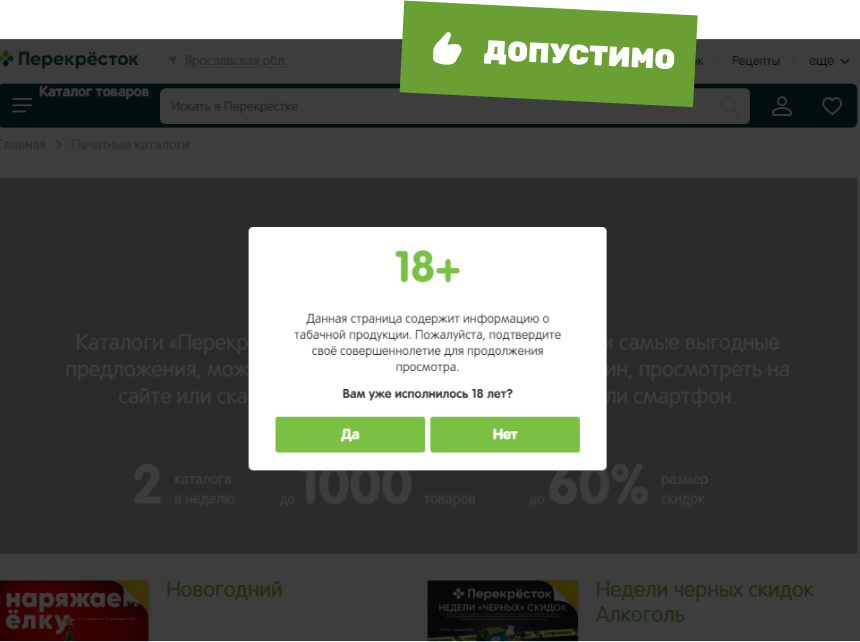 допустимо
Перекрёсток
Ярославская обл.
Рецепты
еще
Каталог товаров
Искать в Перекрестке
Главная > Печатные каталоги
18+
Данная страница содержит информацию о
табачной продукции. Пожалуйста, подтвердите
своё совершеннолетие для продолжения
просмотра.
Вам уже исполнилось 18 лет?
Да
Нет
Каталоги «Перекр
и самые выгодные
предложения, мож
ин, просмотреть на
сайте или ска
ли смартфон.
2 каталога
в неделю
до 1000 товаров
до 60% размер
скидок
наряжаем
ёлку
Новогодний
Перекрёсток
НЕДЕЛИ «ЧЁРНЫХ» СКИДОК
Недели черных скидок
Алкоголь